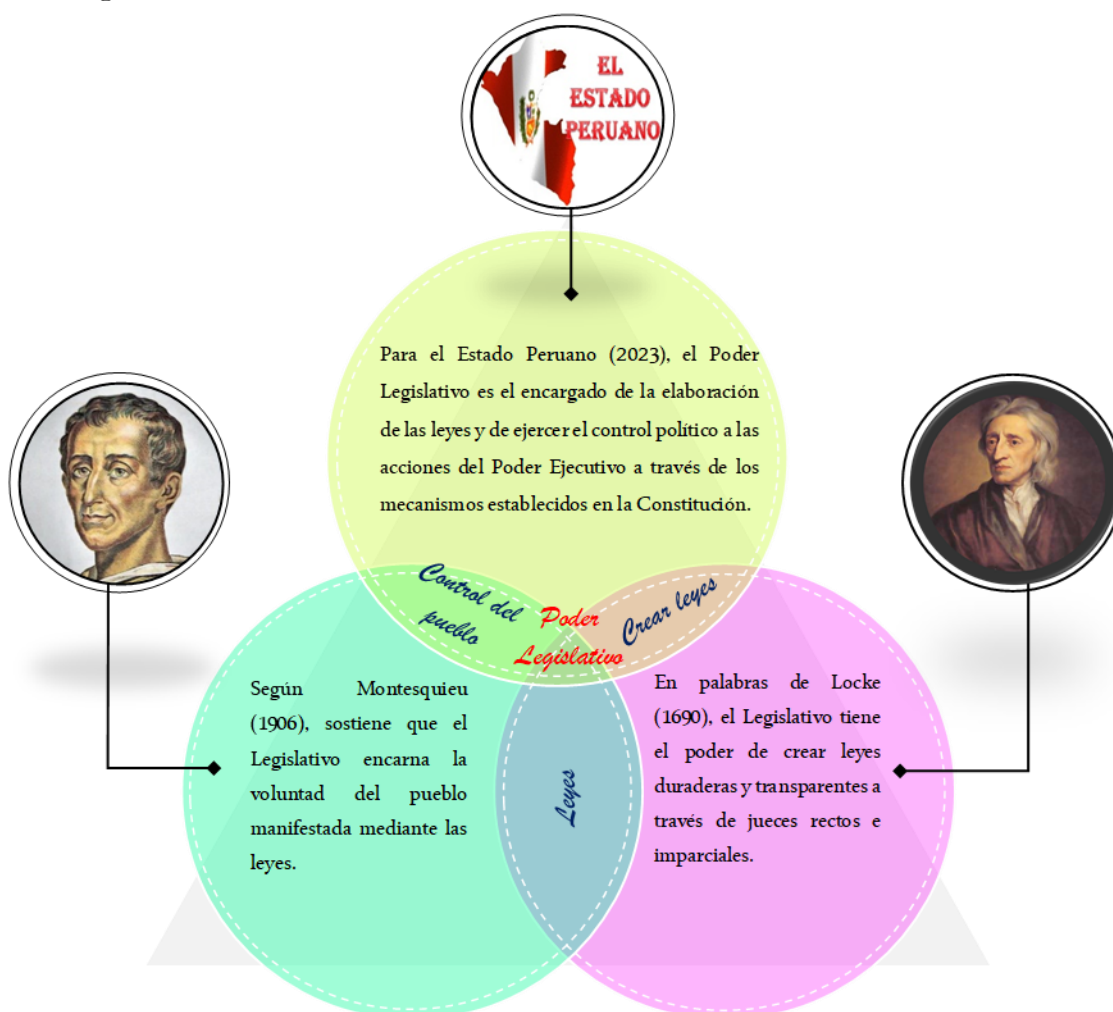 EL
ESTADO
PERUANO
Para el Estado Peruano (2023), el Poder
Legislativo es el encargado de la elaboración
de las leyes y de ejercer el control político a las
acciones del Poder Ejecutivo a través de los
mecanismos establecidos en la Constitución.
Control del
pueblo
Poder
Legislativo
Crear leyes
Según Montesquieu
(1906), sostiene que el
Legislativo encarna la
voluntad del pueblo
manifestada mediante las
leyes.
Leyes
En palabras de Locke
(1690), el Legislativo tiene
el poder de crear leyes
duraderas y transparentes a
través de jueces rectos e
imparciales.